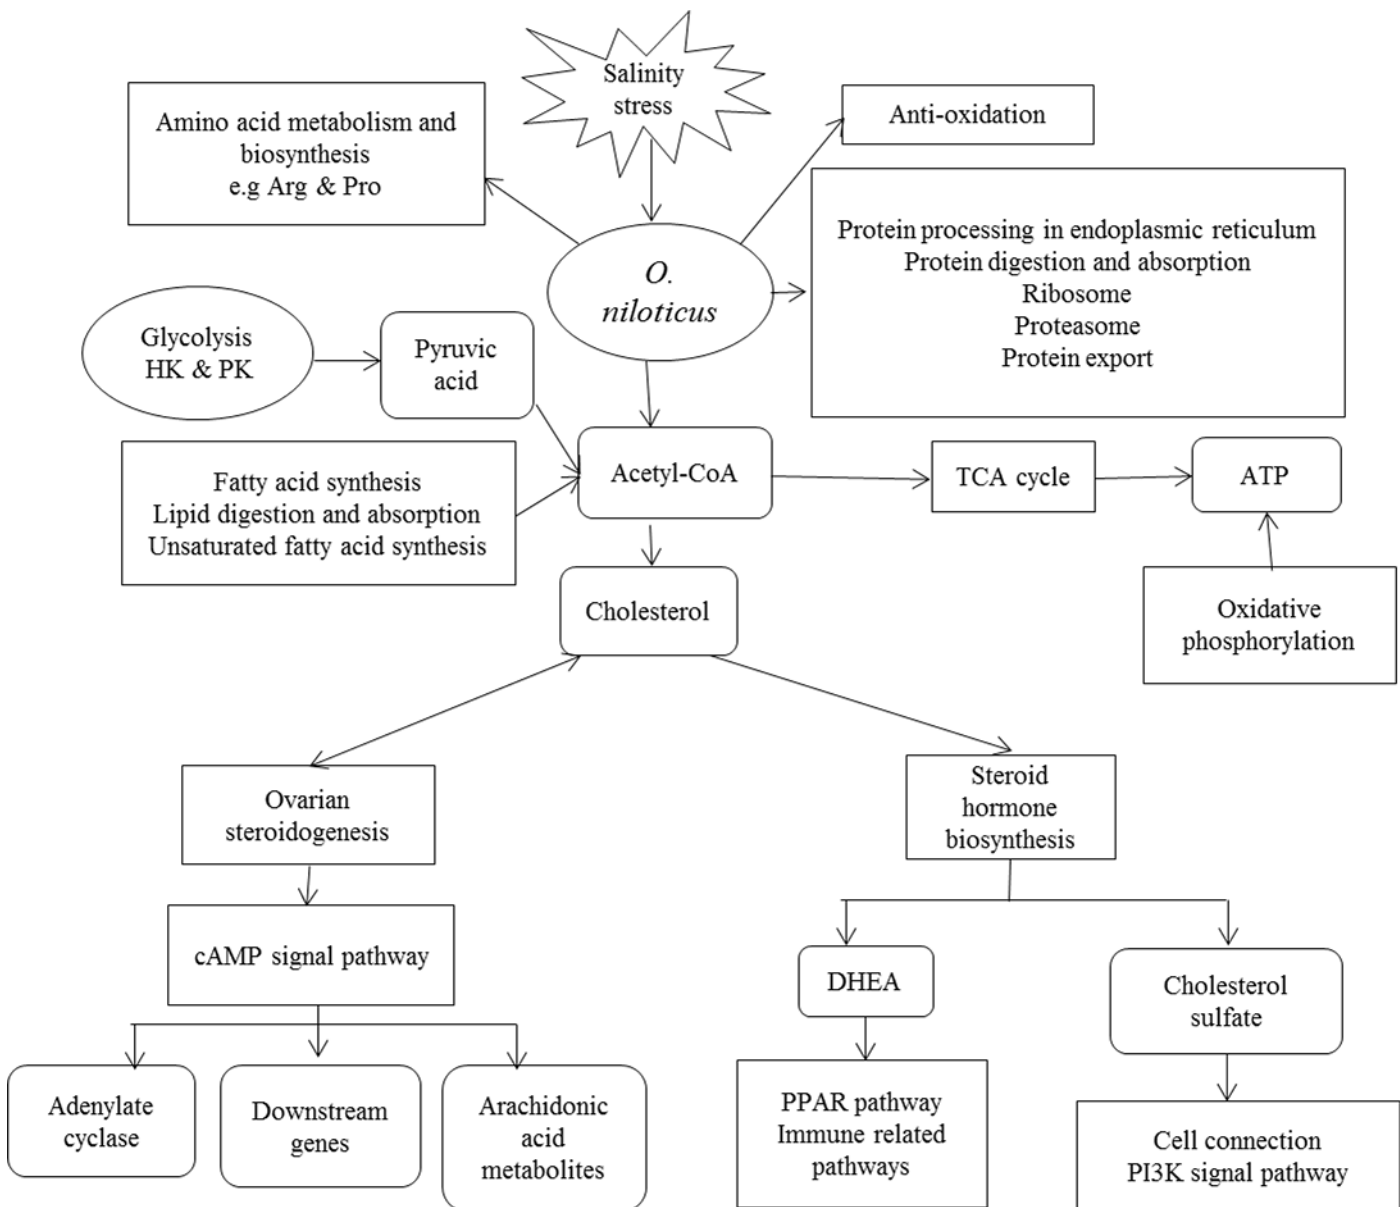 Salinity
stress
Amino acid metabolism and
biosynthesis
e.g Arg & Pro
Anti-oxidation
O.
niloticus
Protein processing in endoplasmic reticulum
Protein digestion and absorption
Ribosome
Proteasome
Protein export
Glycolysis
HK & PK
Pyruvic
acid
Fatty acid synthesis
Lipid digestion and absorption
Unsaturated fatty acid synthesis
Acetyl-CoA
TCA cycle
ATP
Oxidative
phosphorylation
Cholesterol
Ovarian
steroidogenesis
Steroid
hormone
biosynthesis
cAMP signal pathway
DHEA
Cholesterol
sulfate
Adenylate
cyclase
Downstream
genes
Arachidonic
acid
metabolites
PPAR pathway
Immune related
pathways
Cell connection
PI3K signal pathway